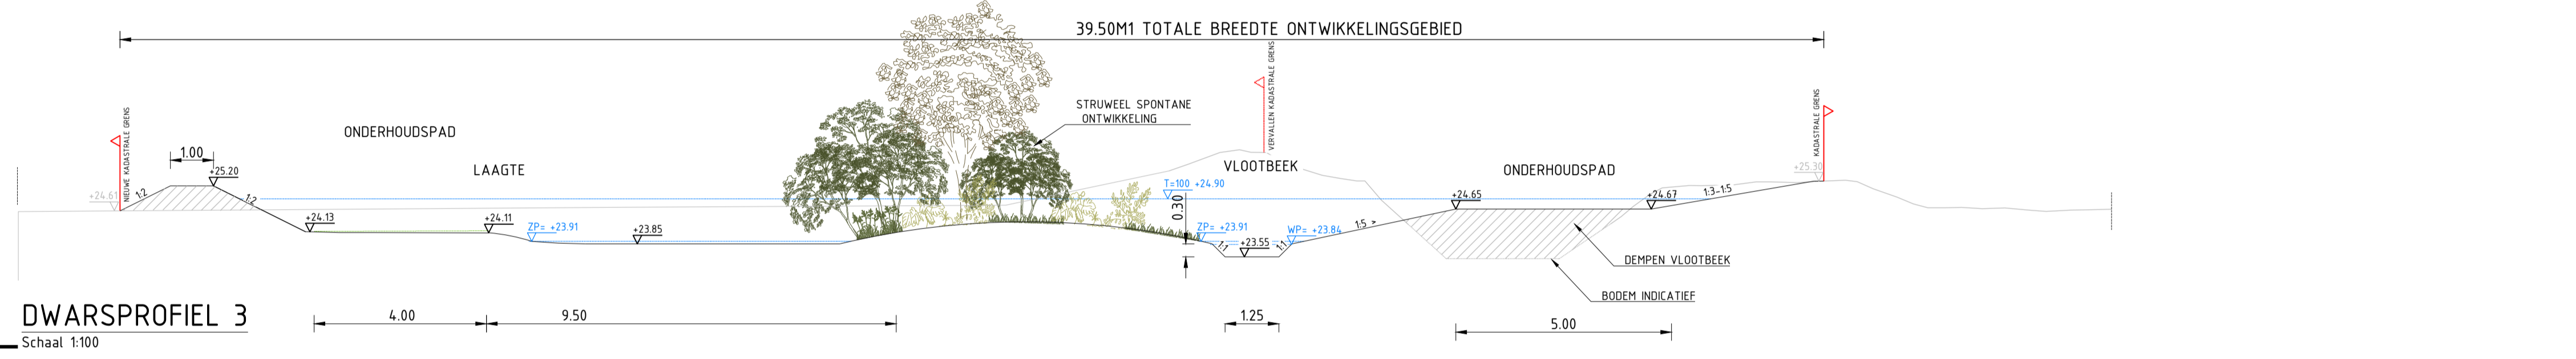 39.50M1 TOTALE BREEDTE ONTWIKKELINGSGEBIED
NIEUWE KADASTRALE GRENS
VERVALLEN KADASTRALE GRENS
KADASTRALE GRENS
STRUWEEL SPONTANE
ONTWIKKELING
ONDERHOUDSPAD
1.00
LAAGTE
VLOOTBEEK
ONDERHOUDSPAD
+25.20
+24.61
1:2
1:2
T=100 +24.90
+25.30
+24.65
+24.67
1:3-1:5
0.30
+24.13
+24.11
ZP= +23.91
+23.85
ZP= +23.91
WP= +23.84
1:5
1:1
+23.55
1:1
DEMPEN VLOOTBEEK
BODEM INDICATIEF
4.00
9.50
1.25
5.00
DWARSPROFIEL 3
Schaal 1:100